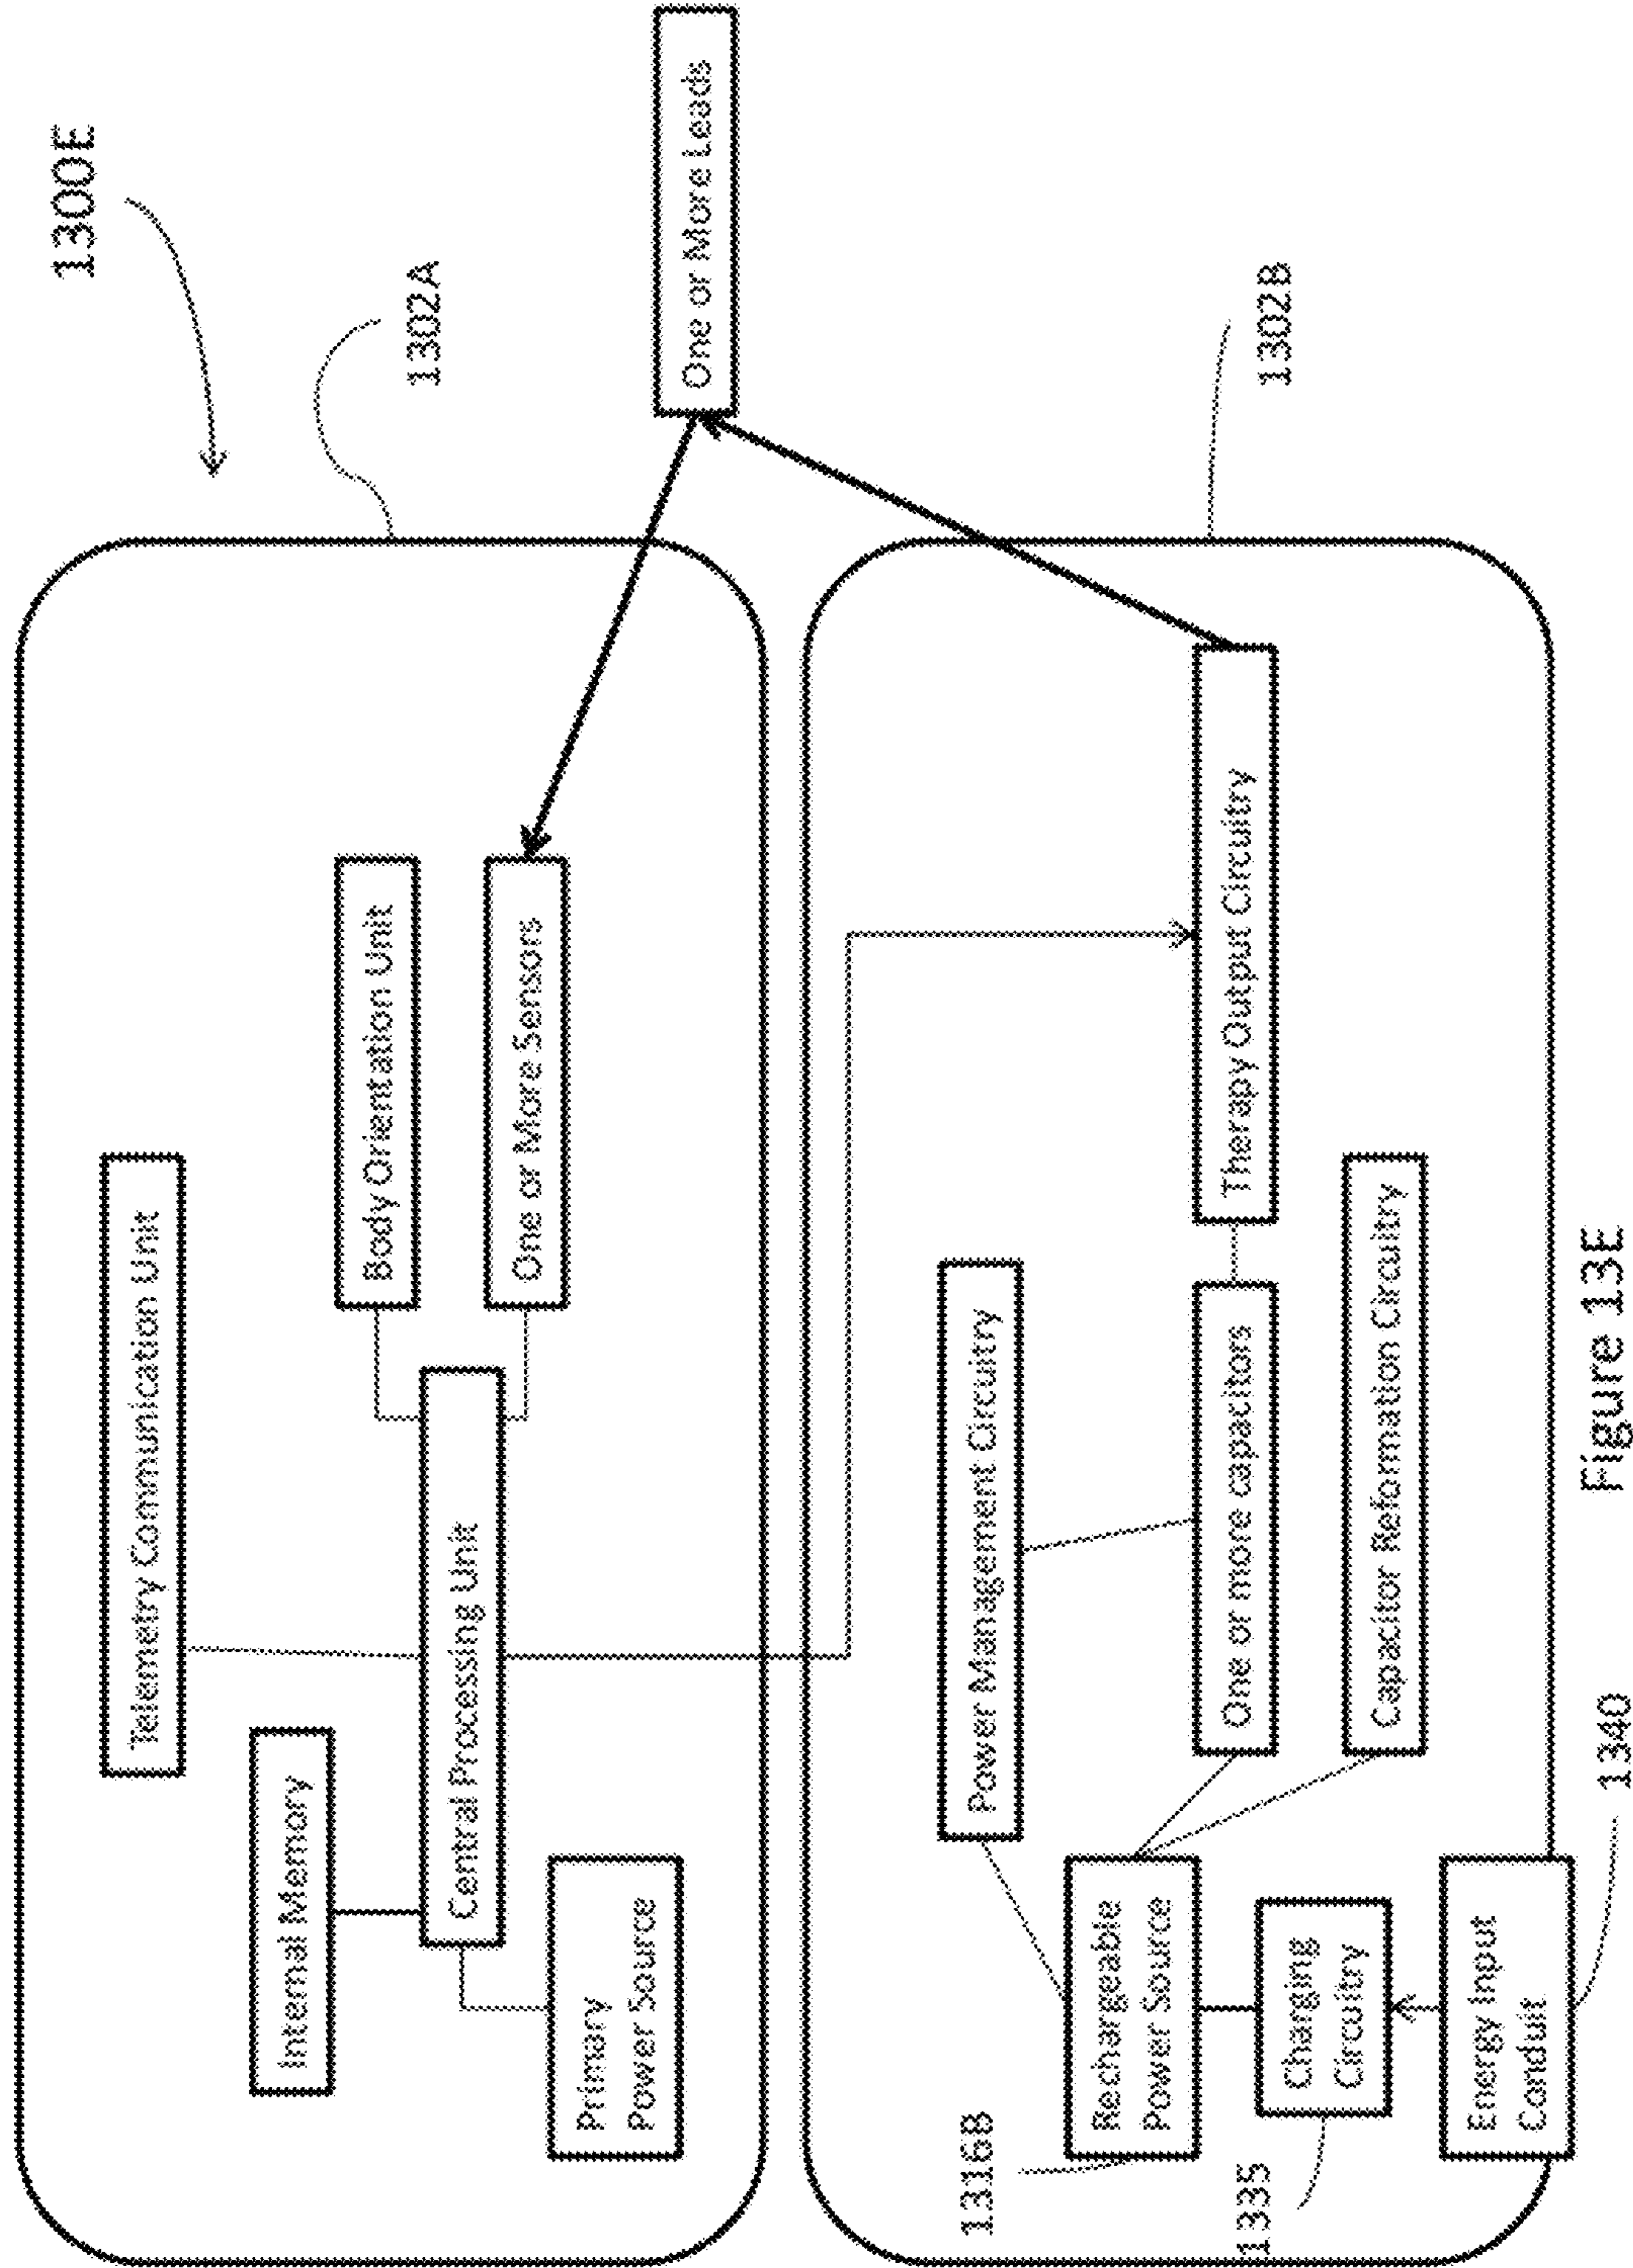 1300E
1302A
Telemetry Communication Unit
Internal Memory
Body Orientation Unit
Central Processing Unit
One or More Sensors
Primary
Power Source
One or More Leads
1302B
Power Management Circuitry
1316B
Rechargeable
Power Source
One or more capacitors
Therapy Output Circuitry
1335
Charging
Circuitry
Capacitor Reformation Circuitry
Energy Input
Conduit
1340
Figure 13E